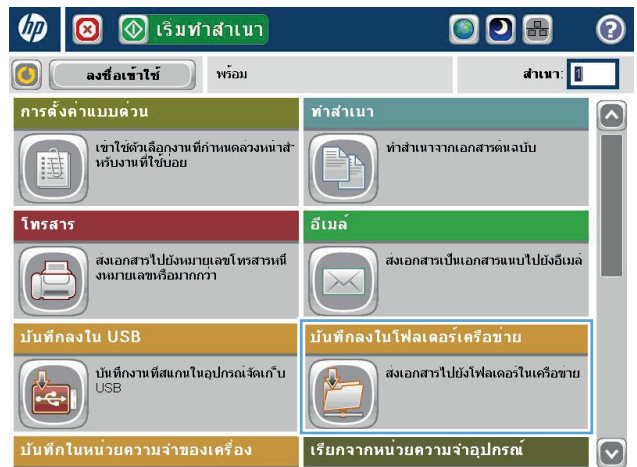 hp
เริ่มทำสำเนา
?
ลงชื่อเข้าใช้
พร้อม
สำเนา: 1
การตั้งค่าแบบด่วน
เข้าใช้ตัวเลือกงานที่กำหนดล่วงหน้าสำ
หรับงานที่ใช้บ่อย
ทำสำเนา
ทำสำเนาจากเอกสารต้นฉบับ
โทรสาร
ส่งเอกสารไปยังหมายเลขโทรสารหนึ่
งหมายเลขหรือมากกว่า
อีเมล์
ส่งเอกสารเป็นเอกสารแนบไปยังอีเมล์
บันทึกลงใน USB
บันทึกงานที่สแกนในอุปกรณ์จัดเก็บ
USB
บันทึกลงในโฟลเดอร์เครือข่าย
ส่งเอกสารไปยังโฟลเดอร์ในเครือข่าย
บันทึกในหน่วยความจำของเครื่อง
เรียกจากหน่วยความจำอุปกรณ์